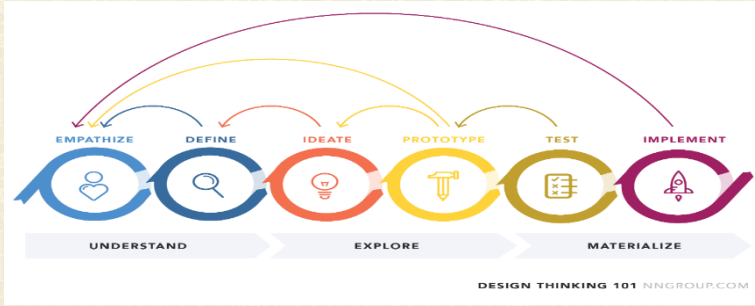 EMPATHIZE DEFINE IDEATE PROTOTYPE TEST IMPLEMENT
UNDERSTAND EXPLORE MATERIALIZE
DESIGN THINKING 101 NNGROUP.COM